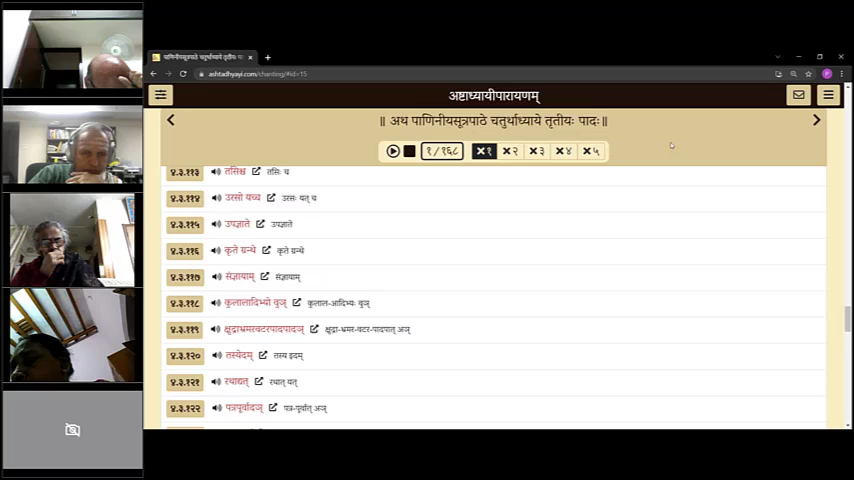 पाणिनीयसूत्रपाठे चतुर्थाध्याये तृतीयः पा
ashtadhyayi.com/chanting/#id=15
अष्टाध्यायीपारायणम्
॥ अथ पाणिनीयसूत्रपाठे चतुर्थाध्याये तृतीयः पादः॥
१/१६८ ×१ ×२ ×३ ×४ ×५
४.३.११३ तसिश्च तसिः च
४.३.११४ उरसो यच्च उरसः यत् च
४.३.११५ उपज्ञाते उपज्ञाते
४.३.११६ कृते ग्रन्थे कृते ग्रन्थे
४.३.११७ संज्ञायाम् संज्ञायाम्
४.३.११८ कुलालादिभ्यो वुञ् कुलाल-आदिभ्यः वुञ्
४.३.११९ क्षुद्राभ्रमरवटरपादपादञ् क्षुद्रा-भ्रमर-वटर-पादपात् अञ्
४.३.१२० तस्येदम् तस्य इदम्
४.३.१२१ रथाद्यत् रथात् यत्
४.३.१२२ पत्रपूर्वादञ् पत्र-पूर्वात् अञ्